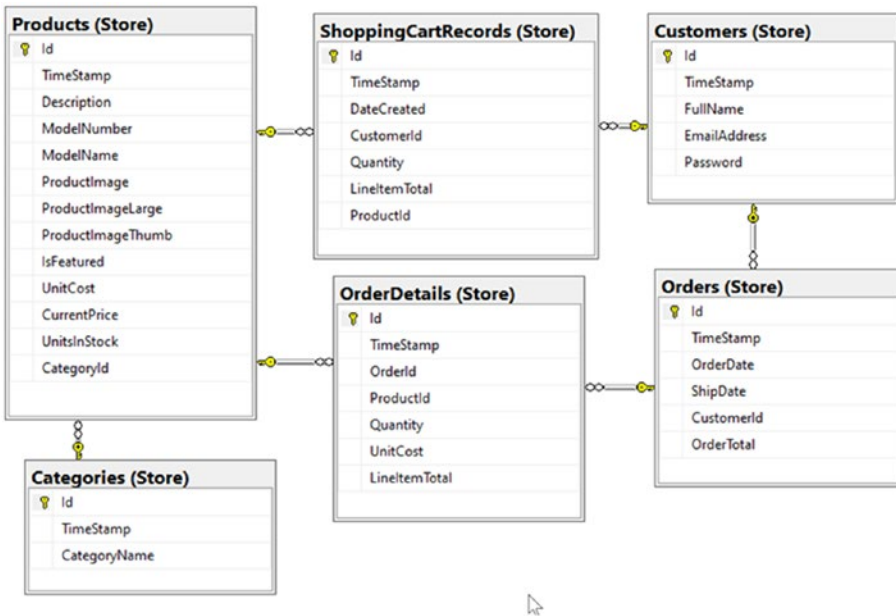 Products (Store)
Id
TimeStamp
Description
ModelNumber
ModelName
ProductImage
ProductImageLarge
ProductImageThumb
IsFeatured
UnitCost
CurrentPrice
UnitsInStock
CategoryId
ShoppingCartRecords (Store)
Id
TimeStamp
DateCreated
CustomerId
Quantity
LineItemTotal
ProductId
Customers (Store)
Id
TimeStamp
FullName
EmailAddress
Password
OrderDetails (Store)
Id
TimeStamp
OrderId
ProductId
Quantity
UnitCost
LineItemTotal
Orders (Store)
Id
TimeStamp
OrderDate
ShipDate
CustomerId
OrderTotal
Categories (Store)
Id
TimeStamp
CategoryName